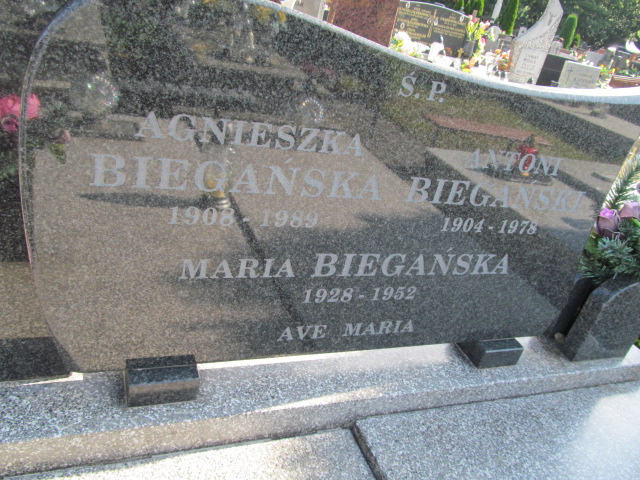 Ś.P.
AGNIESZKA
BIEGAŃSKA
1908 - 1989
ANTONI
BIEGAŃSKI
1904 - 1978
MARIA BIEGAŃSKA
1928 - 1952
AVE MARIA